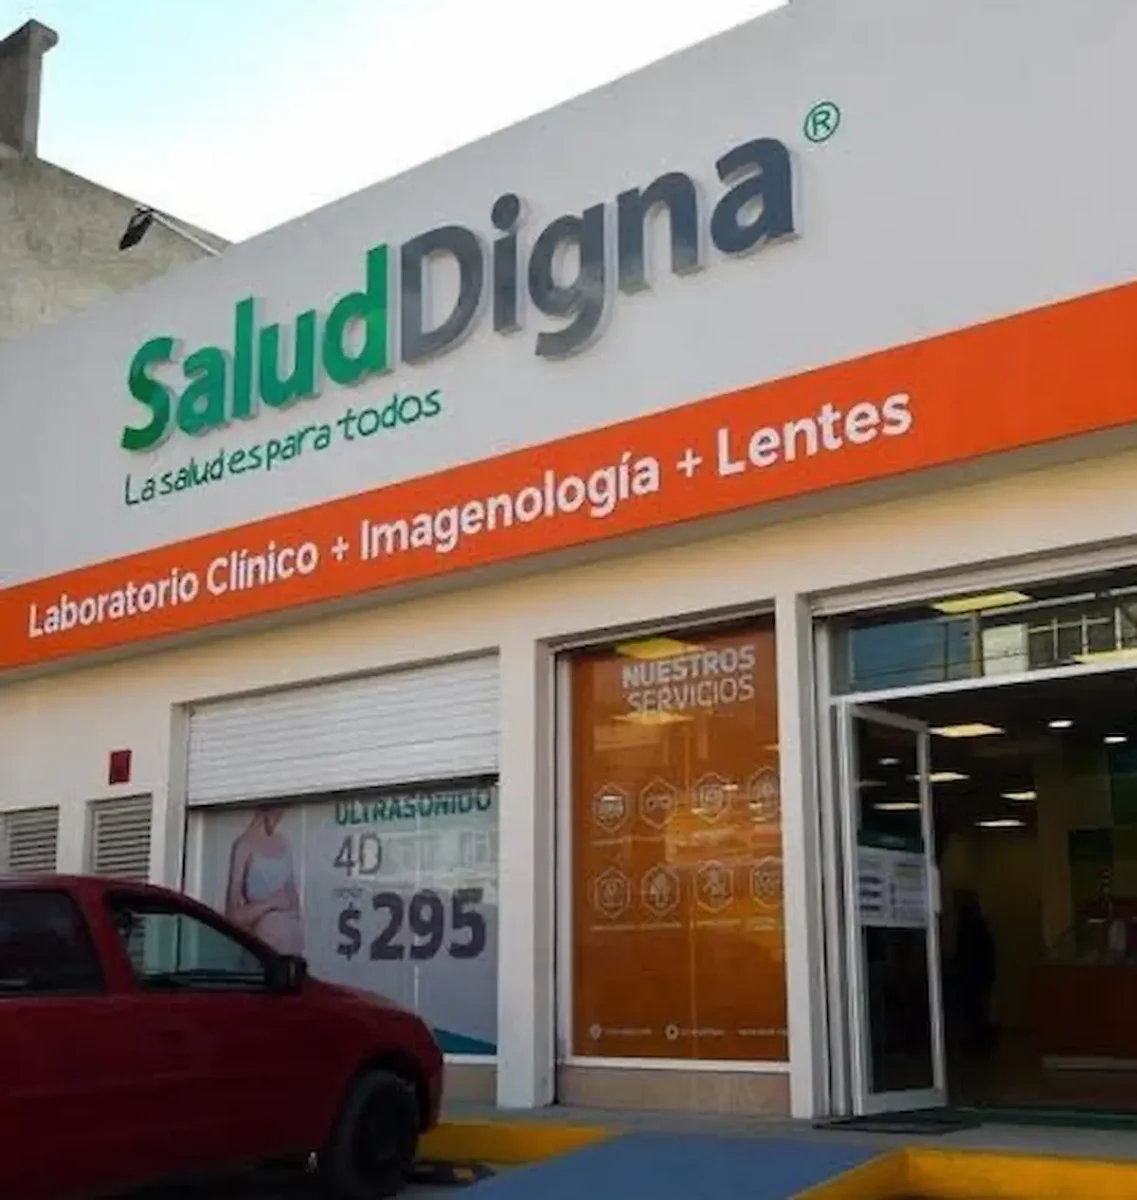 SaludDigna®
La salud es para todos
Laboratorio Clínico + Imagenología + Lentes
NUESTROS
SERVICIOS
ULTRASONIDO
4D
$295